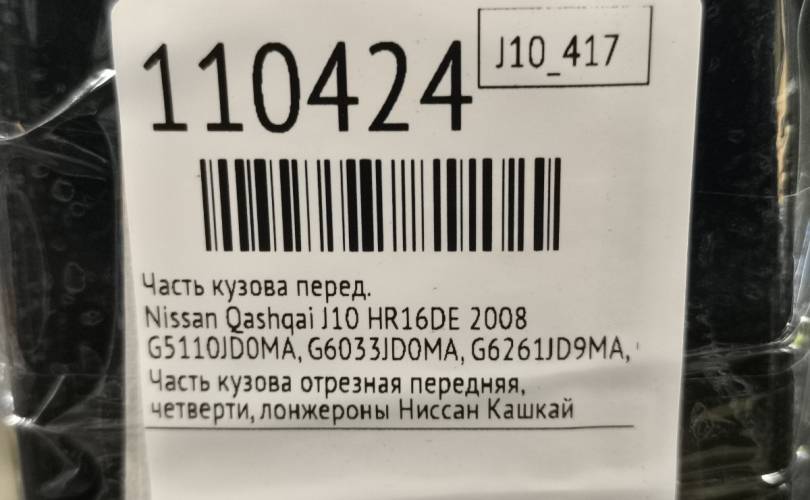 110424
J10_417
Часть кузова перед.
Nissan Qashqai J10 HR16DE 2008
G5110JD0MA, G6033JD0MA, G6261JD9MA,
Часть кузова отрезная передняя,
четверти, лонжероны Ниссан Кашкай